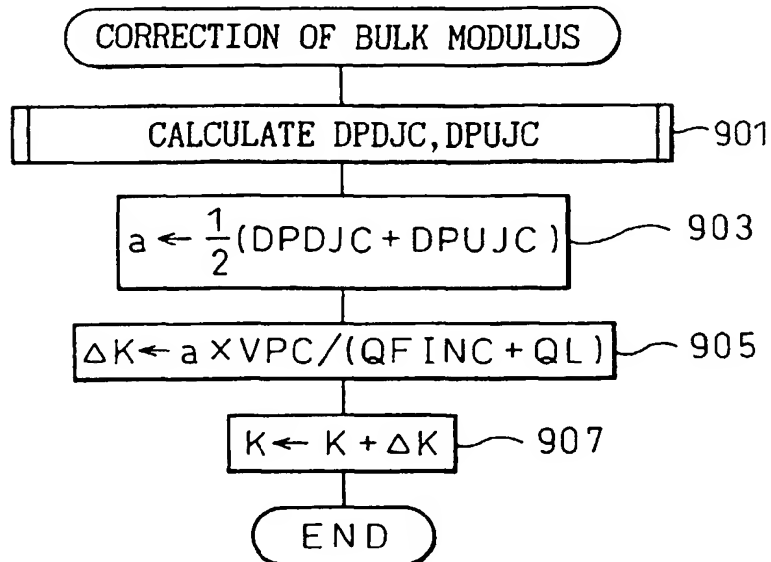 CORRECTION OF BULK MODULUS
CALCULATE DPDJC, DPUJC
901
a ← 1/2 (DPDJC + DPUJC)
903
ΔK ← a × VPC/(QFINC + QL)
905
K ← K + ΔK
907
END